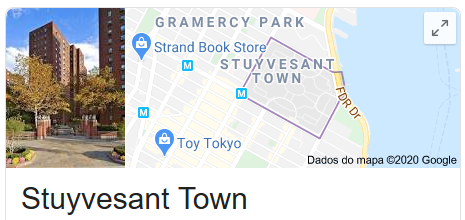 GRAMERCY PARK
Strand Book Store
M
STUYVESANT
TOWN
M
FDR Dr
M
Toy Tokyo
Dados do mapa ©2020 Google
Stuyvesant Town